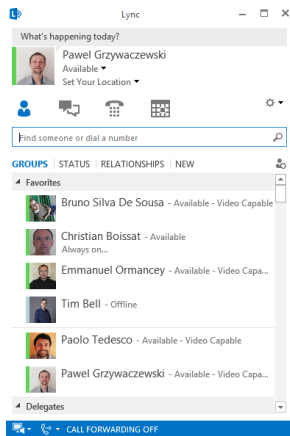 Lync
What's happening today?
Pawel Grzywaczewski
Available
Set Your Location
Find someone or dial a number
GROUPS STATUS RELATIONSHIPS NEW
Favorites
Bruno Silva De Sousa - Available - Video Capable
Christian Boissat - Available
Always on...
Emmanuel Ormancey - Available - Video Capa...
Tim Bell - Offline
Paolo Tedesco - Available - Video Capable
Pawel Grzywaczewski - Available - Video Capa...
Delegates
CALL FORWARDING OFF